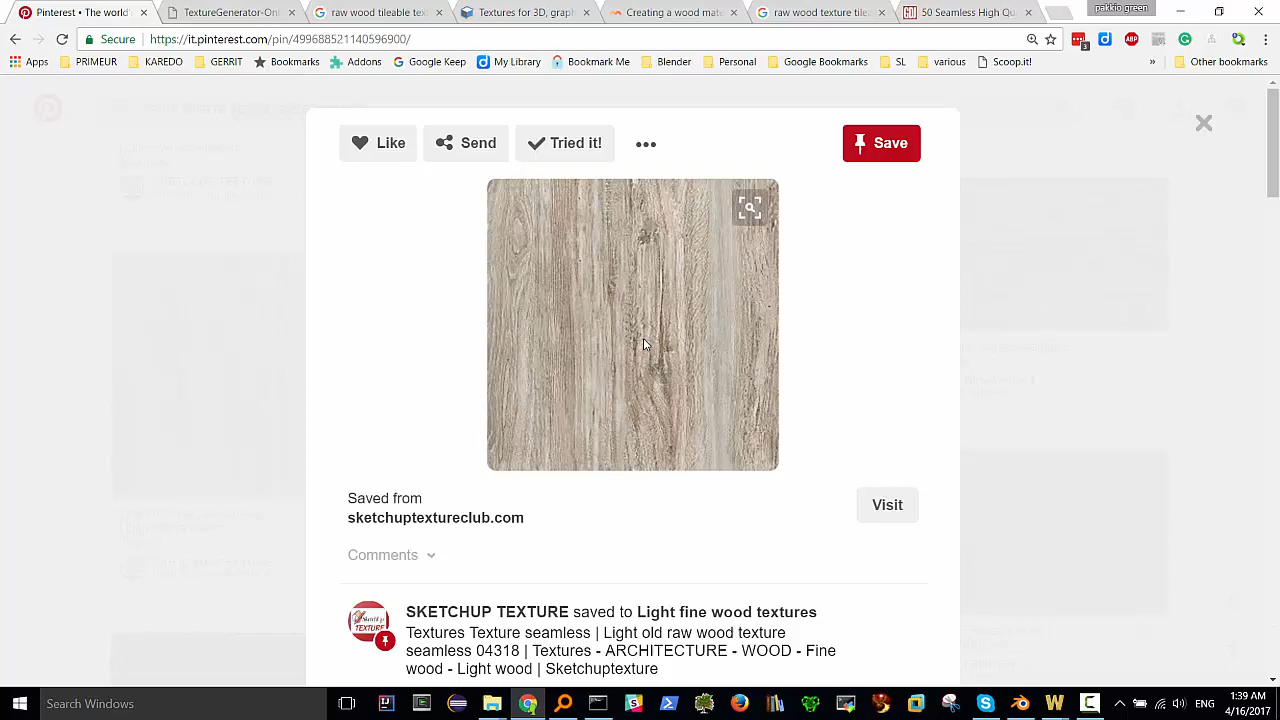 Pinterest • The world'
TextureGenerator-Onl
raw wood tileable text
Textures for 3D, graph
Creating a wood mate
raw wood texture tile
50 Seamless High Qu
pakkio green
Secure
https://it.pinterest.com/pin/499688521140596900/
3
ABP
Apps
PRIMEUR
KAREDO
GERRIT
Bookmarks
Addons
Google Keep
My Library
Bookmark Me
Blender
Personal
Google Bookmarks
SL
various
Scoop.it!
»
Other bookmarks
Like
Send
Tried it!
Save
Saved from
sketchuptextureclub.com
Visit
Comments
SKETCHUP TEXTURE saved to Light fine wood textures
Textures Texture seamless | Light old raw wood texture
seamless 04318 | Textures - ARCHITECTURE - WOOD - Fine
wood - Light wood | Sketchuptexture
Search Windows
ENG
1:39 AM
4/16/2017